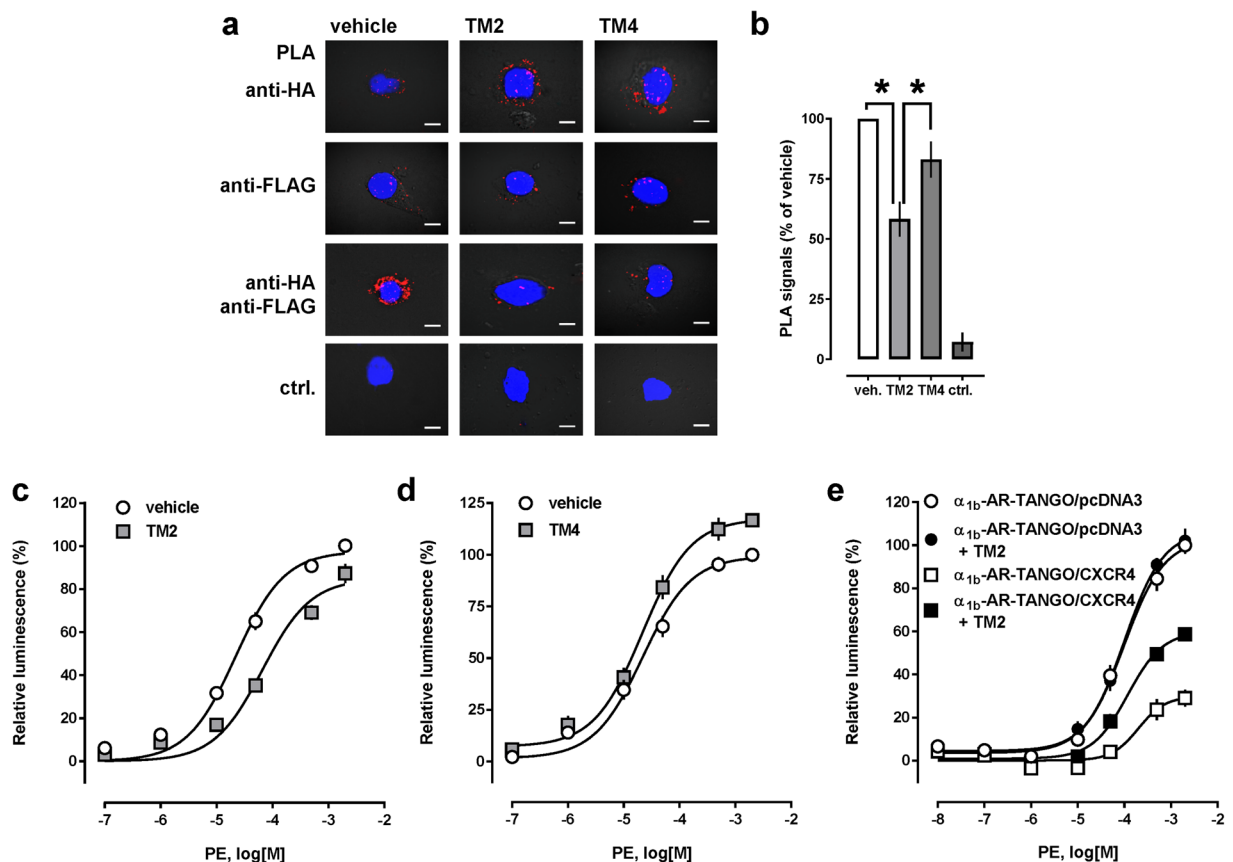 a
vehicle
TM2
TM4
PLA
anti-HA
anti-FLAG
anti-HA
anti-FLAG
ctrl.
b
* *
PLA signals (% of vehicle)
100
75
50
25
0
veh. TM2 TM4 ctrl.
c
vehicle
TM2
Relative luminescence (%)
120
100
80
60
40
20
0
-7 -6 -5 -4 -3 -2
PE, log[M]
d
vehicle
TM4
Relative luminescence (%)
125
100
75
50
25
0
-7 -6 -5 -4 -3 -2
PE, log[M]
e
α1b-AR-TANGO/pcDNA3
α1b-AR-TANGO/pcDNA3
+ TM2
α1b-AR-TANGO/CXCR4
α1b-AR-TANGO/CXCR4
+ TM2
Relative luminescence (%)
120
100
80
60
40
20
0
-8 -7 -6 -5 -4 -3 -2
PE, log[M]